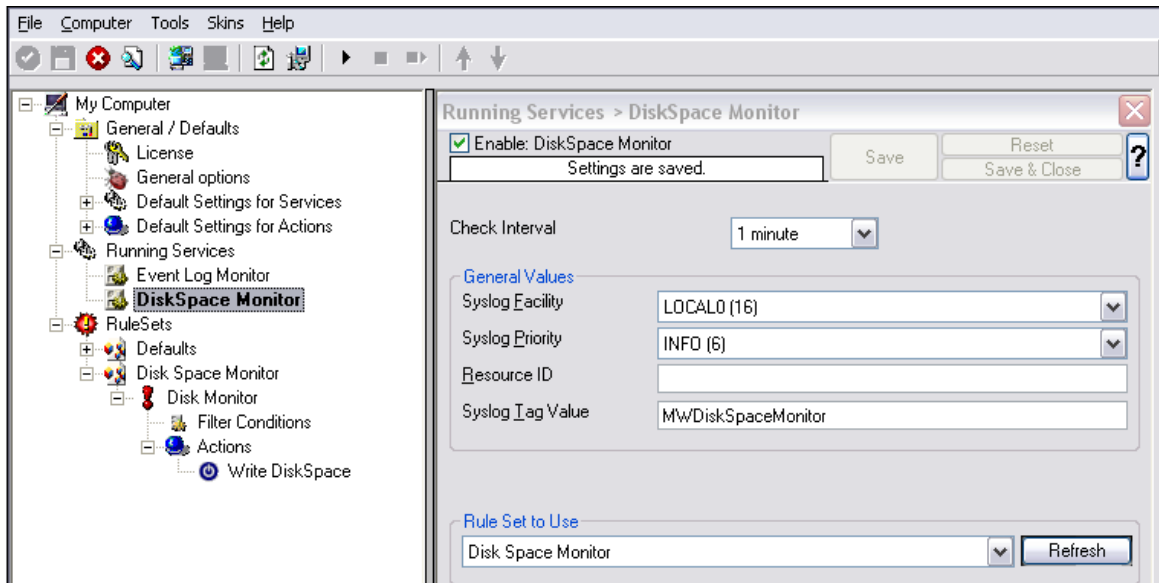 File Computer Tools Skins Help
My Computer
General / Defaults
License
General options
Default Settings for Services
Default Settings for Actions
Running Services
Event Log Monitor
DiskSpace Monitor
RuleSets
Defaults
Disk Space Monitor
Disk Monitor
Filter Conditions
Actions
Write DiskSpace
Running Services > DiskSpace Monitor
Enable: DiskSpace Monitor
Settings are saved.
Save
Reset
Save & Close
?
Check Interval 1 minute
General Values
Syslog Facility LOCAL0 (16)
Syslog Priority INFO (6)
Resource ID
Syslog Tag Value MWDiskSpaceMonitor
Rule Set to Use
Disk Space Monitor Refresh